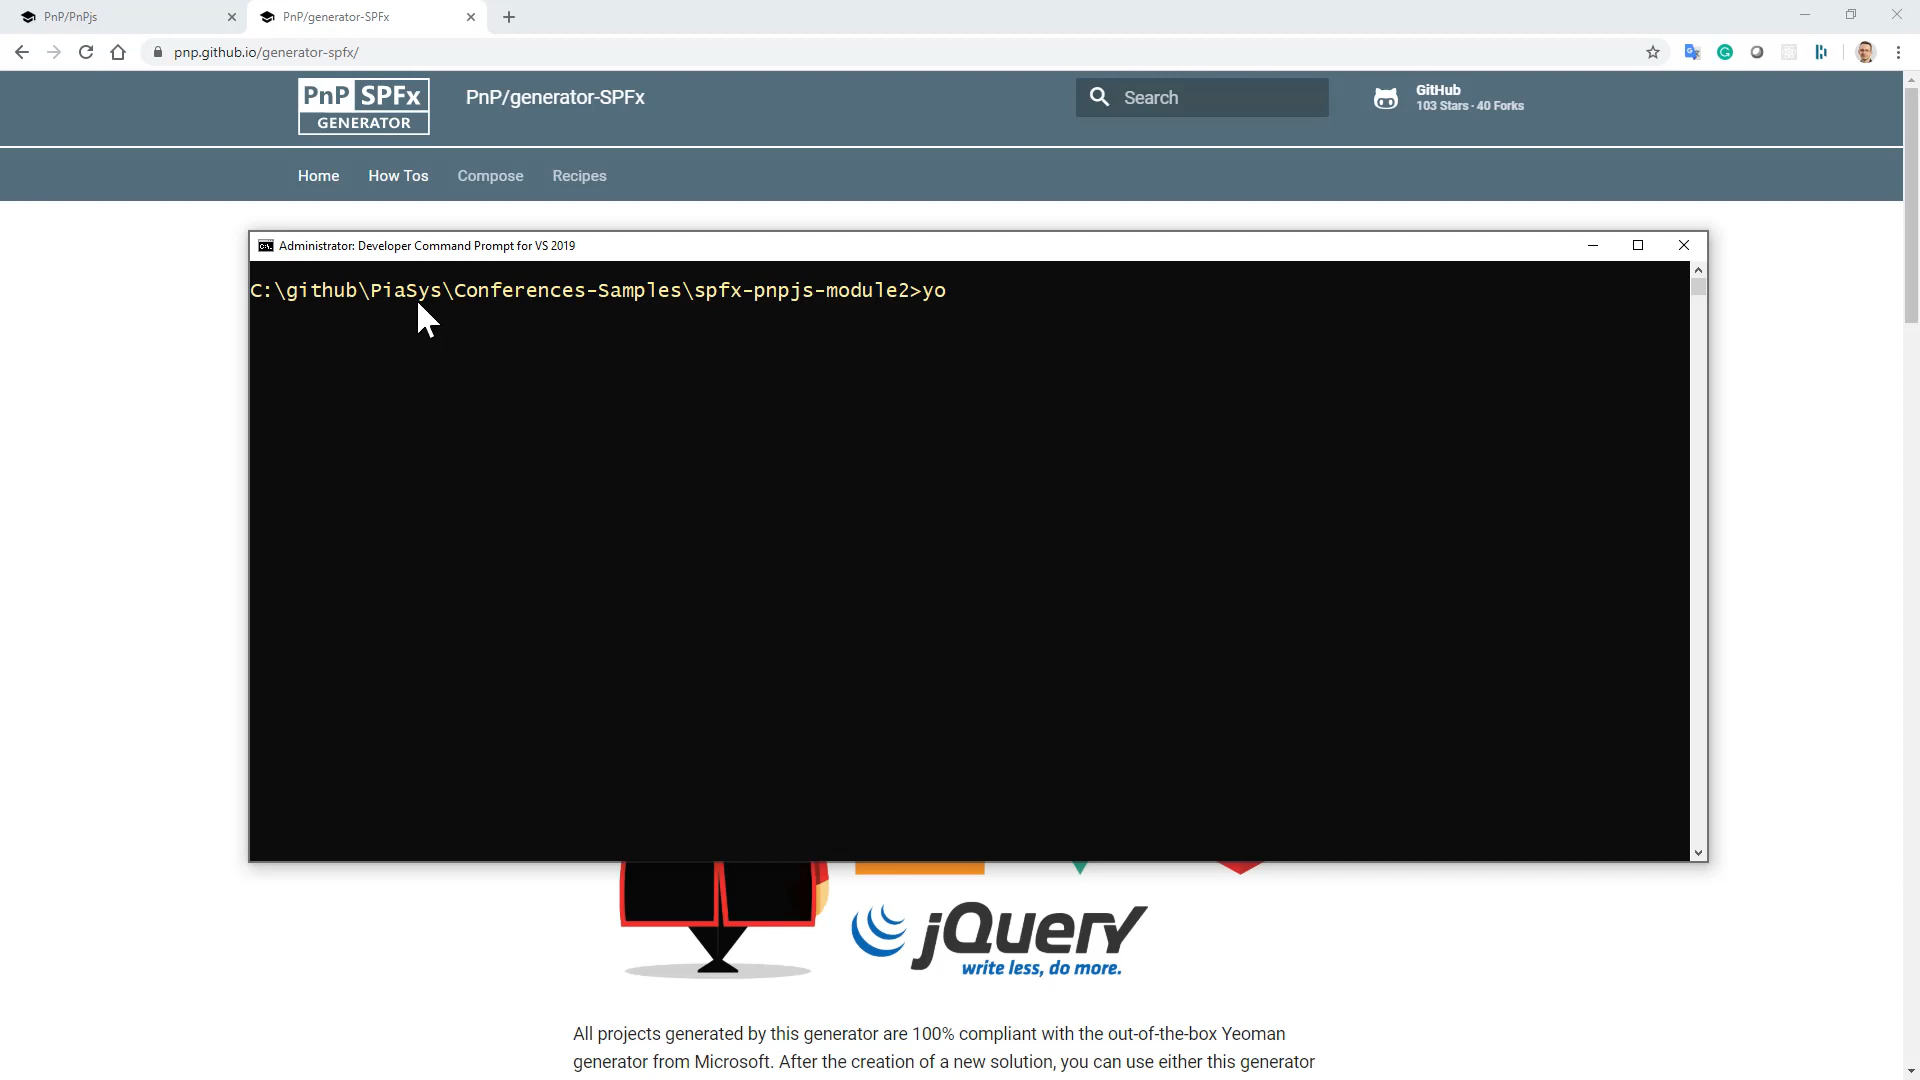 PnP/PnPjs
PnP/generator-SPFx
pnp.github.io/generator-spfx/
PnP SPFx
GENERATOR
PnP/generator-SPFx
Search
GitHub
103 Stars · 40 Forks
Home
How Tos
Compose
Recipes
Administrator: Developer Command Prompt for VS 2019
C:\github\PiaSys\Conferences-Samples\spfx-pnpjs-module2>yo
jQuery
write less, do more.
All projects generated by this generator are 100% compliant with the out-of-the-box Yeoman
generator from Microsoft. After the creation of a new solution, you can use either this generator